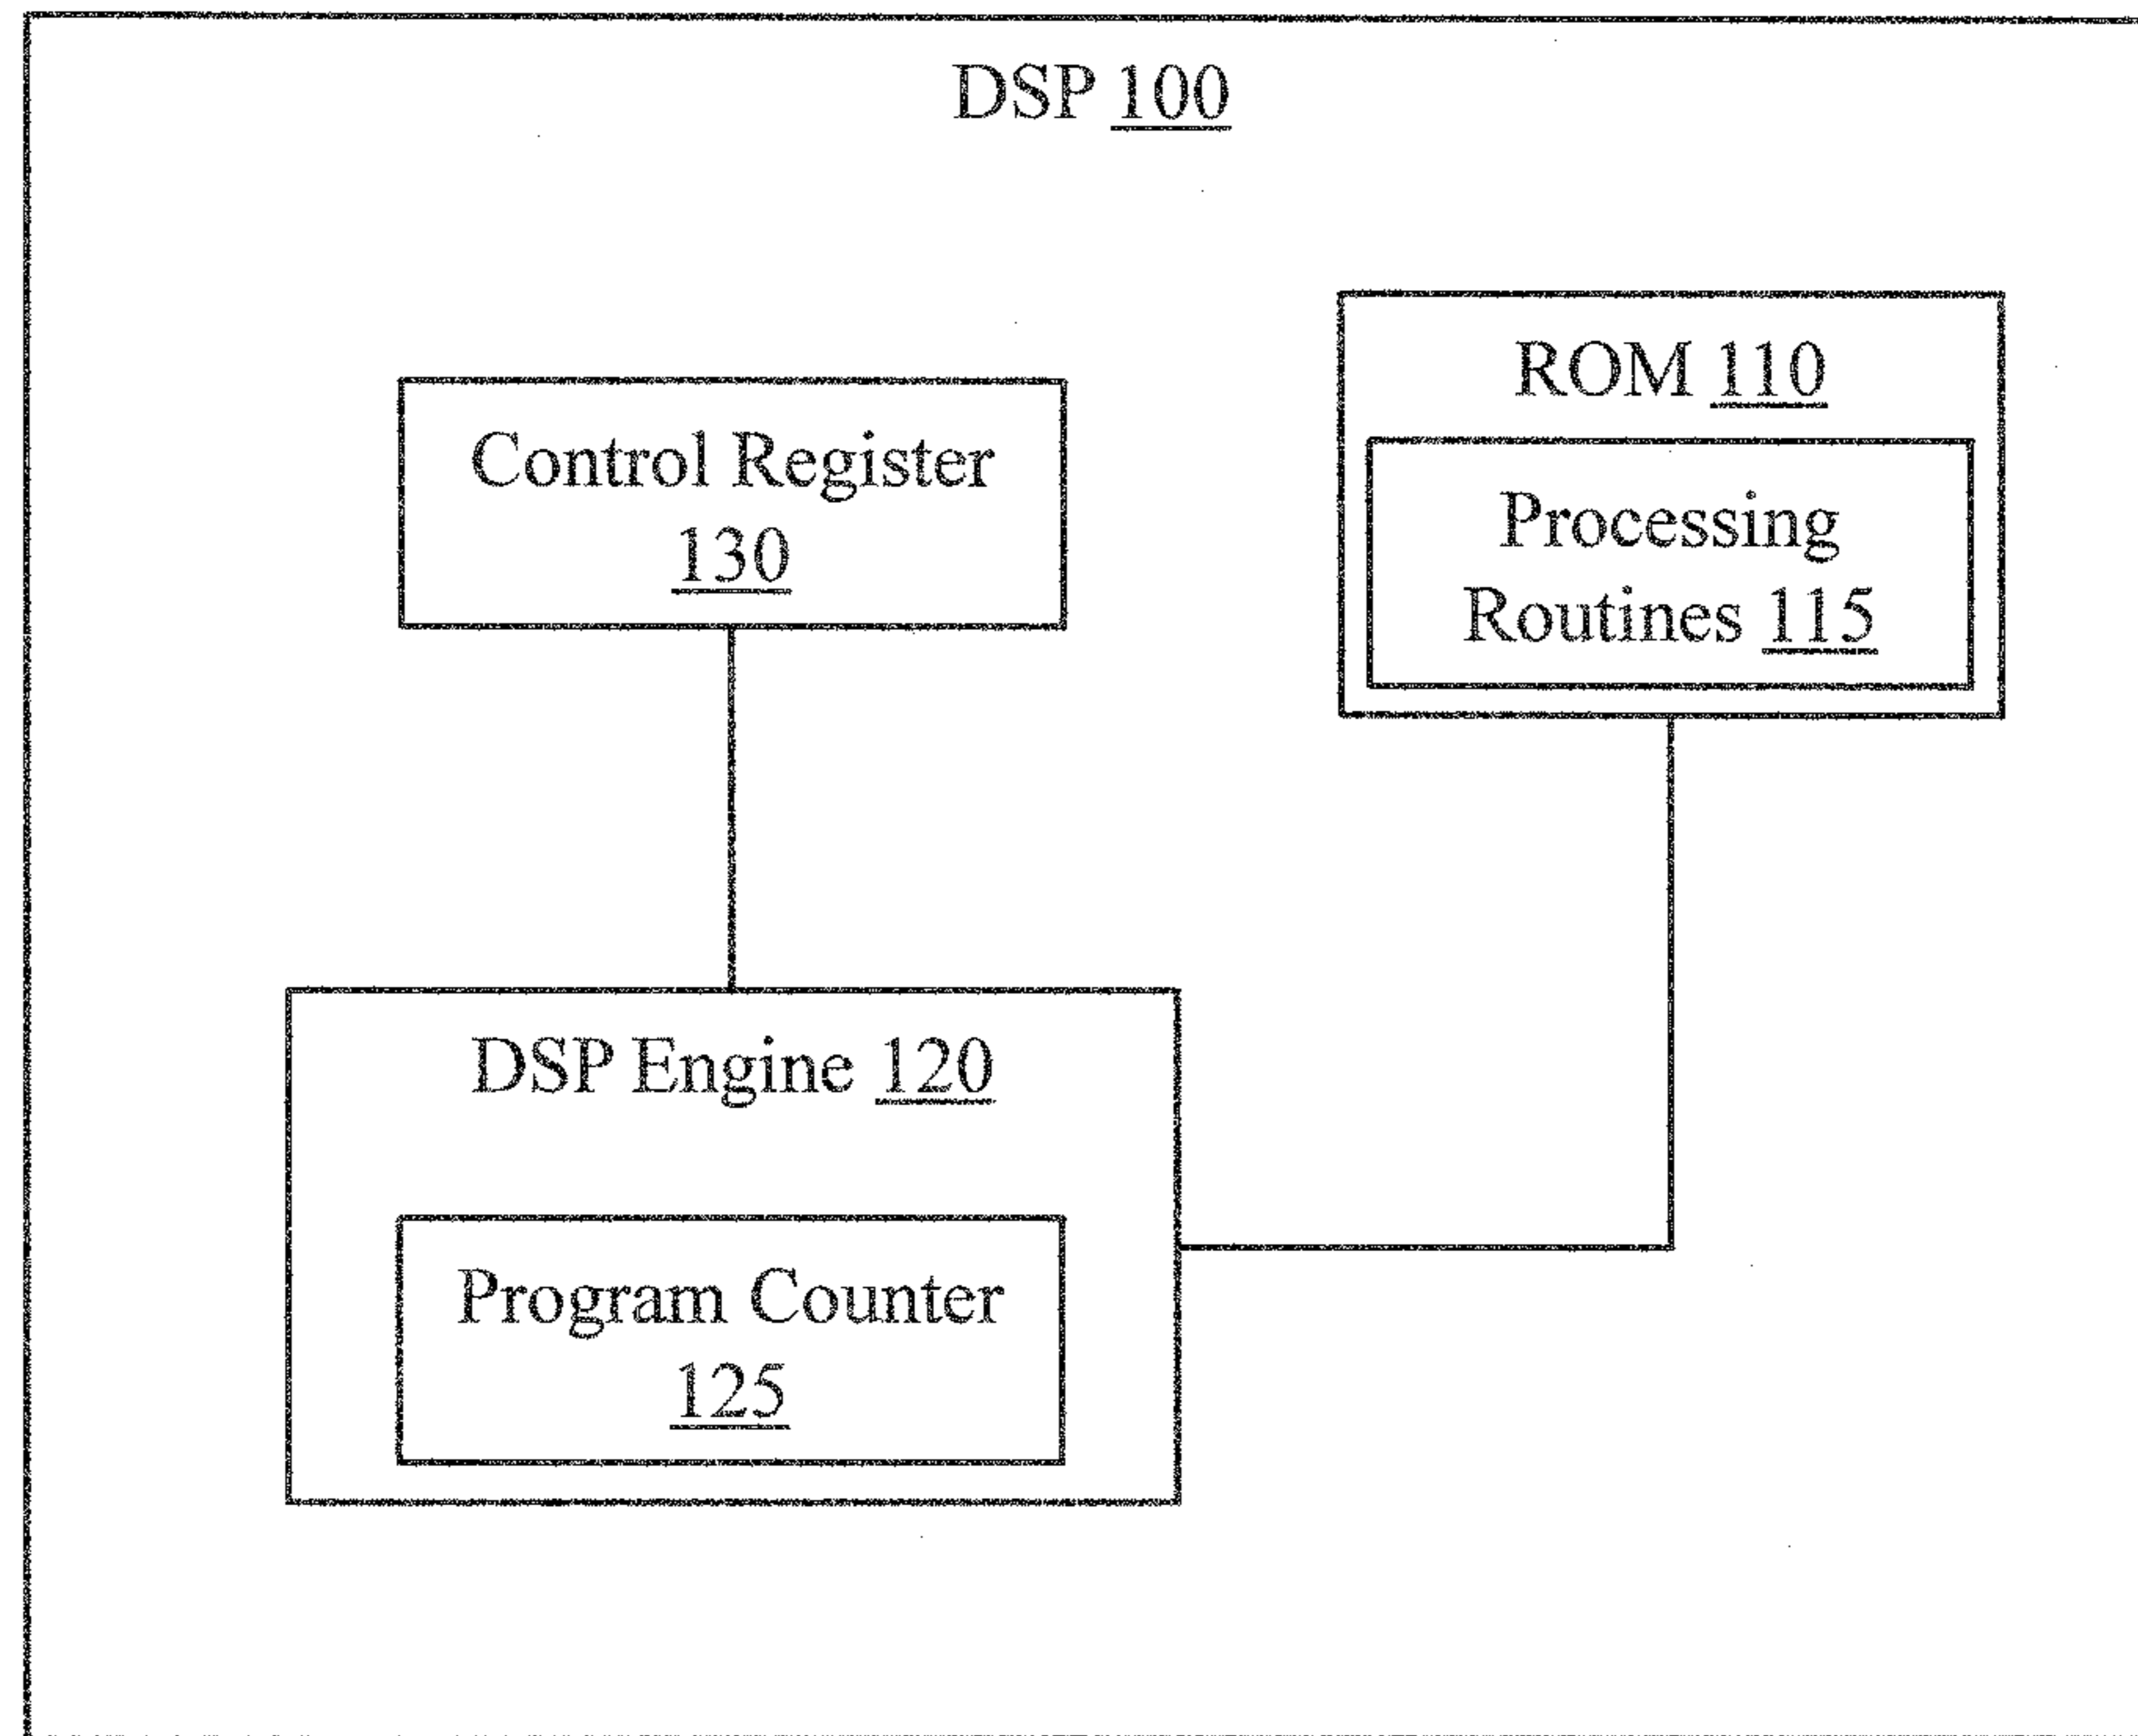 DSP 100
Control Register
130
ROM 110
Processing
Routines 115
DSP Engine 120
Program Counter
125